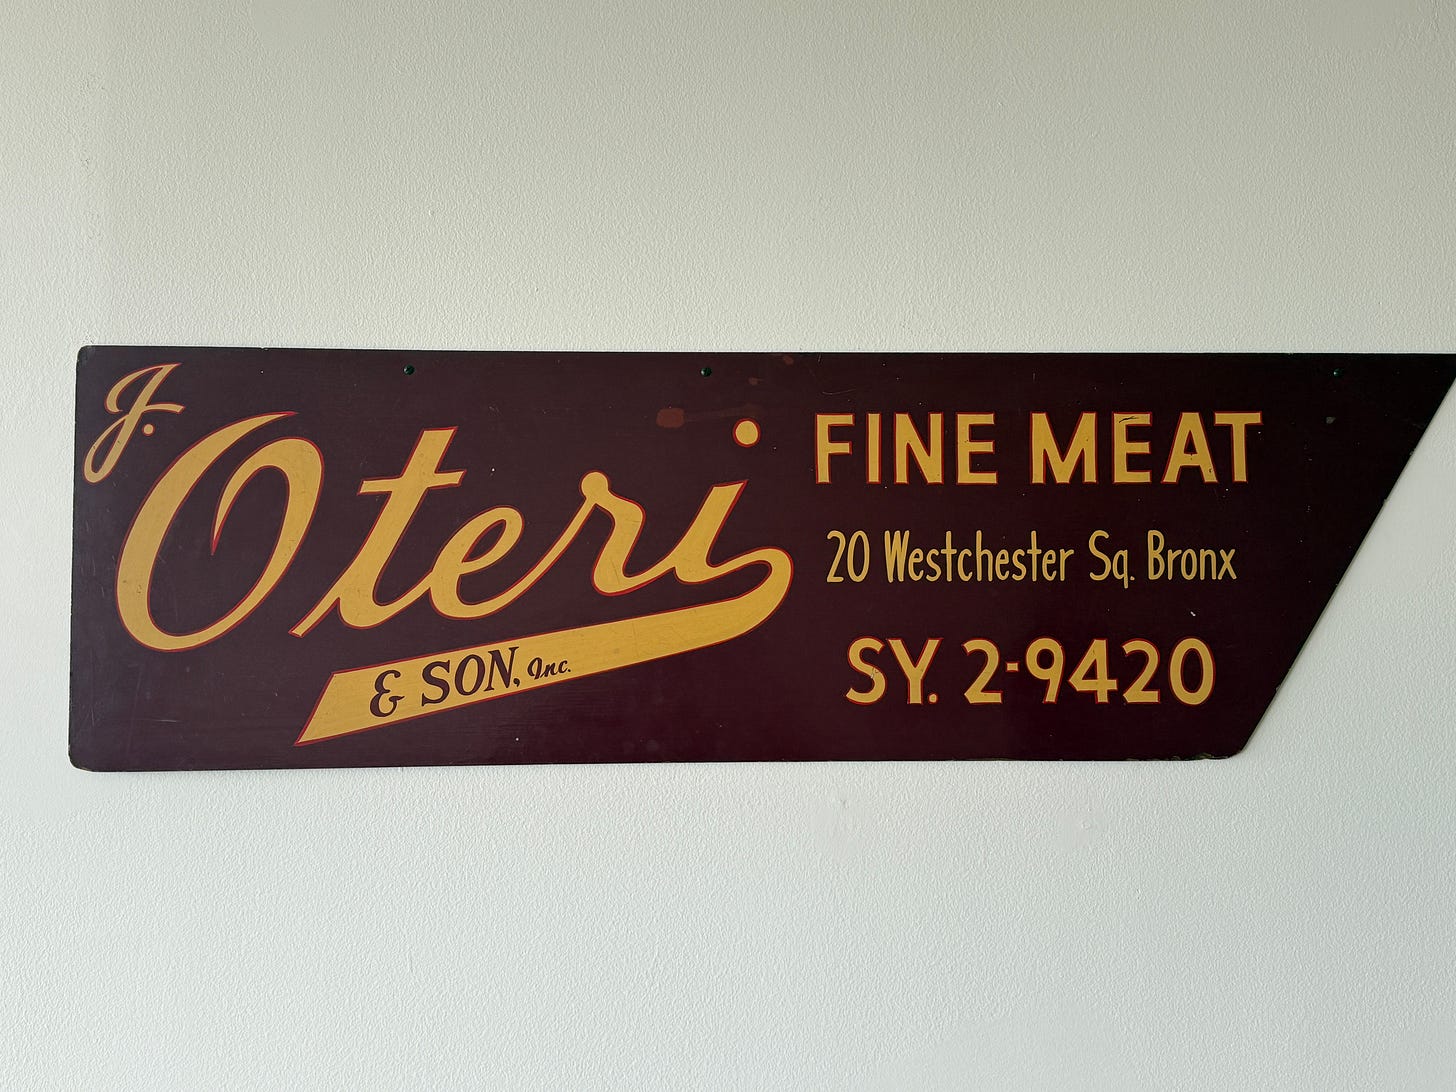 J.
Oteri
& SON, Inc.
FINE MEAT
20 Westchester Sq. Bronx
SY. 2-9420